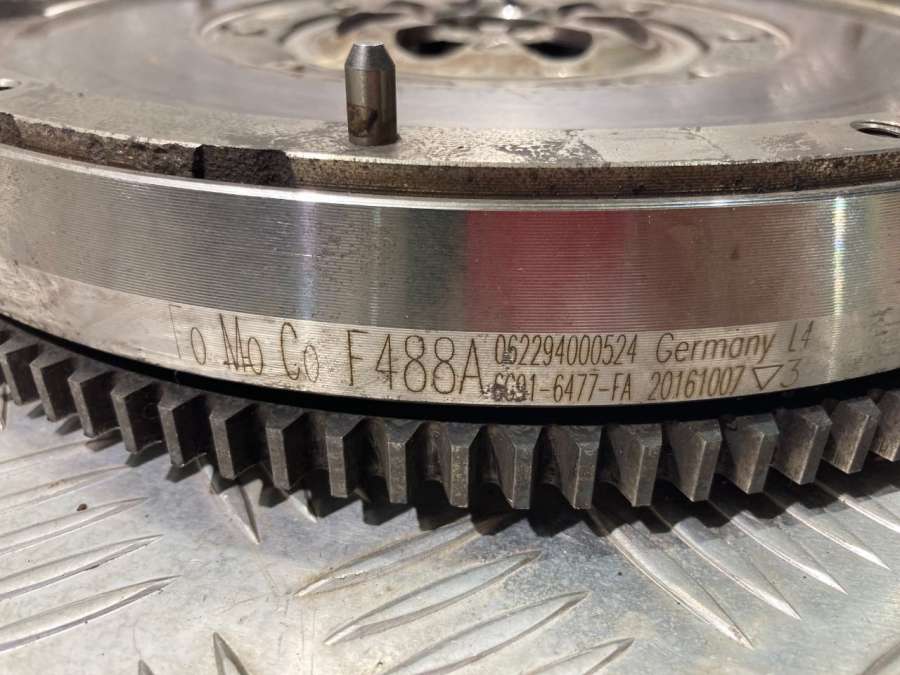 Fo Mo Co F488A 062294000524 Germany L4
6G91-6477-FA 20161007 ▽3